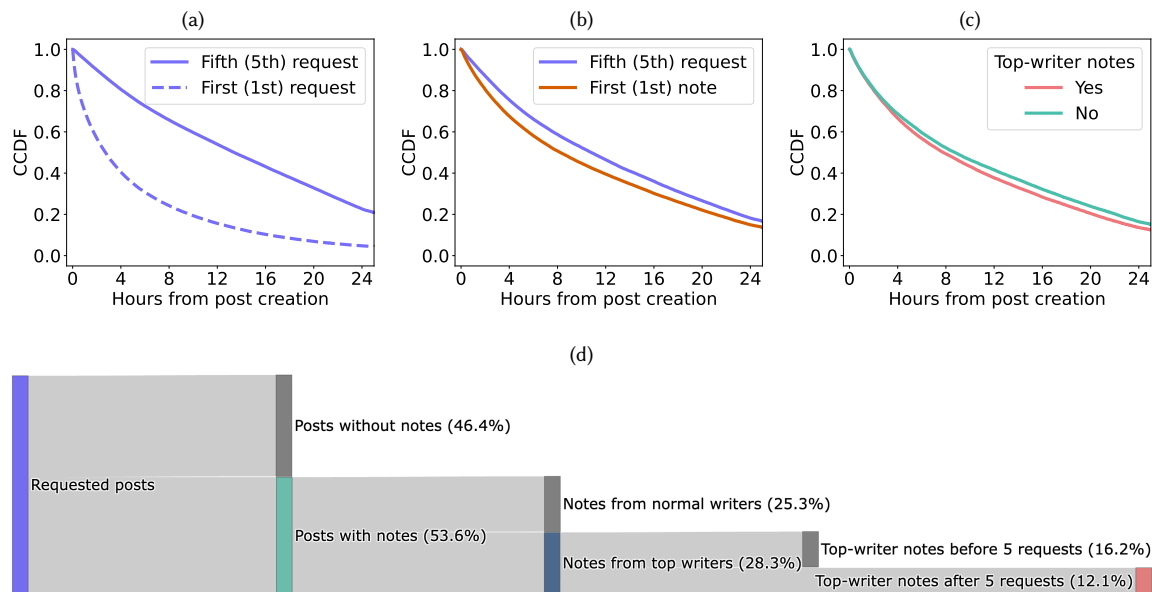 (a)
1.0
0.8
0.6
0.4
0.2
0.0
CCDF
Fifth (5th) request
First (1st) request
0 4 8 12 16 20 24
Hours from post creation
(b)
1.0
0.8
0.6
0.4
0.2
0.0
CCDF
Fifth (5th) request
First (1st) note
0 4 8 12 16 20 24
Hours from post creation
(c)
1.0
0.8
0.6
0.4
0.2
0.0
CCDF
Top-writer notes
Yes
No
0 4 8 12 16 20 24
Hours from post creation
(d)
Requested posts
Posts without notes (46.4%)
Posts with notes (53.6%)
Notes from normal writers (25.3%)
Notes from top writers (28.3%)
Top-writer notes before 5 requests (16.2%)
Top-writer notes after 5 requests (12.1%)